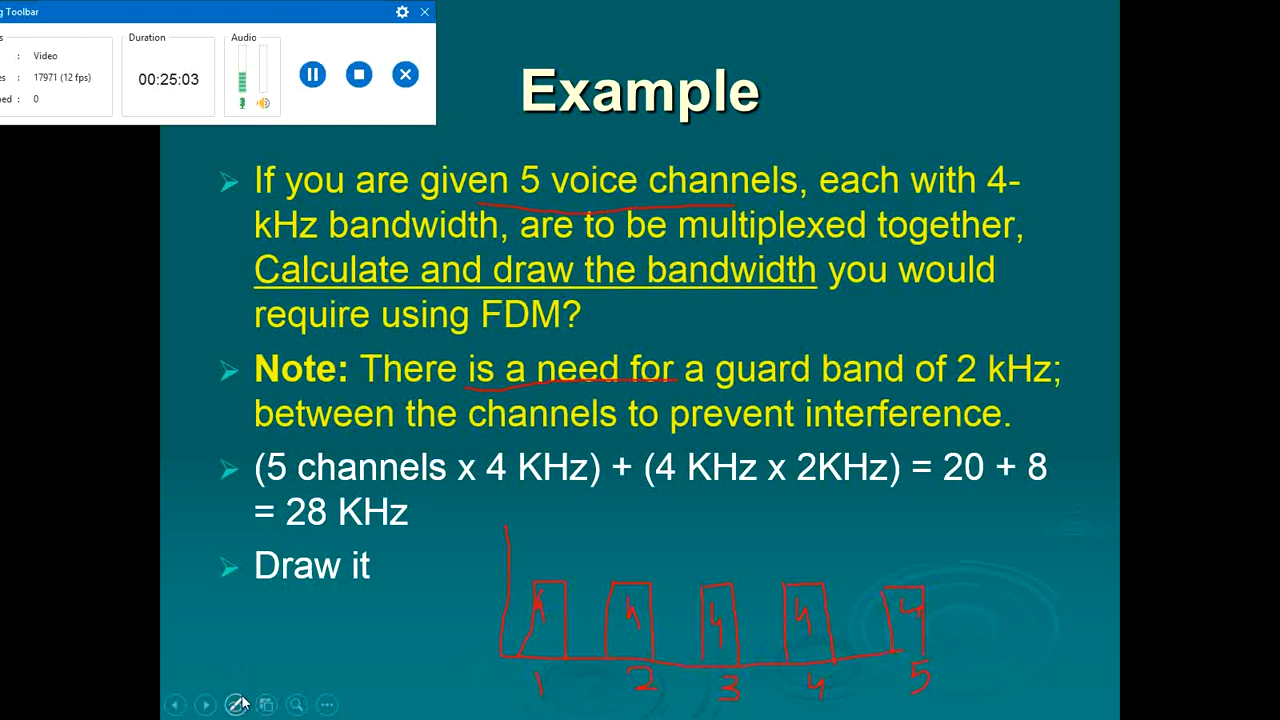 g Toolbar
s
Duration
Audio
: Video
es : 17971 (12 fps)
00:25:03
ped : 0
Example
If you are given 5 voice channels, each with 4-
kHz bandwidth, are to be multiplexed together,
Calculate and draw the bandwidth you would
require using FDM?
Note: There is a need for a guard band of 2 kHz;
between the channels to prevent interference.
(5 channels x 4 KHz) + (4 KHz x 2KHz) = 20 + 8
= 28 KHz
Draw it
4 4 4 4 4
1 2 3 4 5